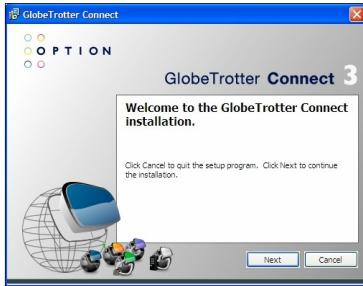 GlobeTrotter Connect
OPTION
GlobeTrotter Connect 3
Welcome to the GlobeTrotter Connect
installation.
Click Cancel to quit the setup program. Click Next to continue
the installation.
Next
Cancel